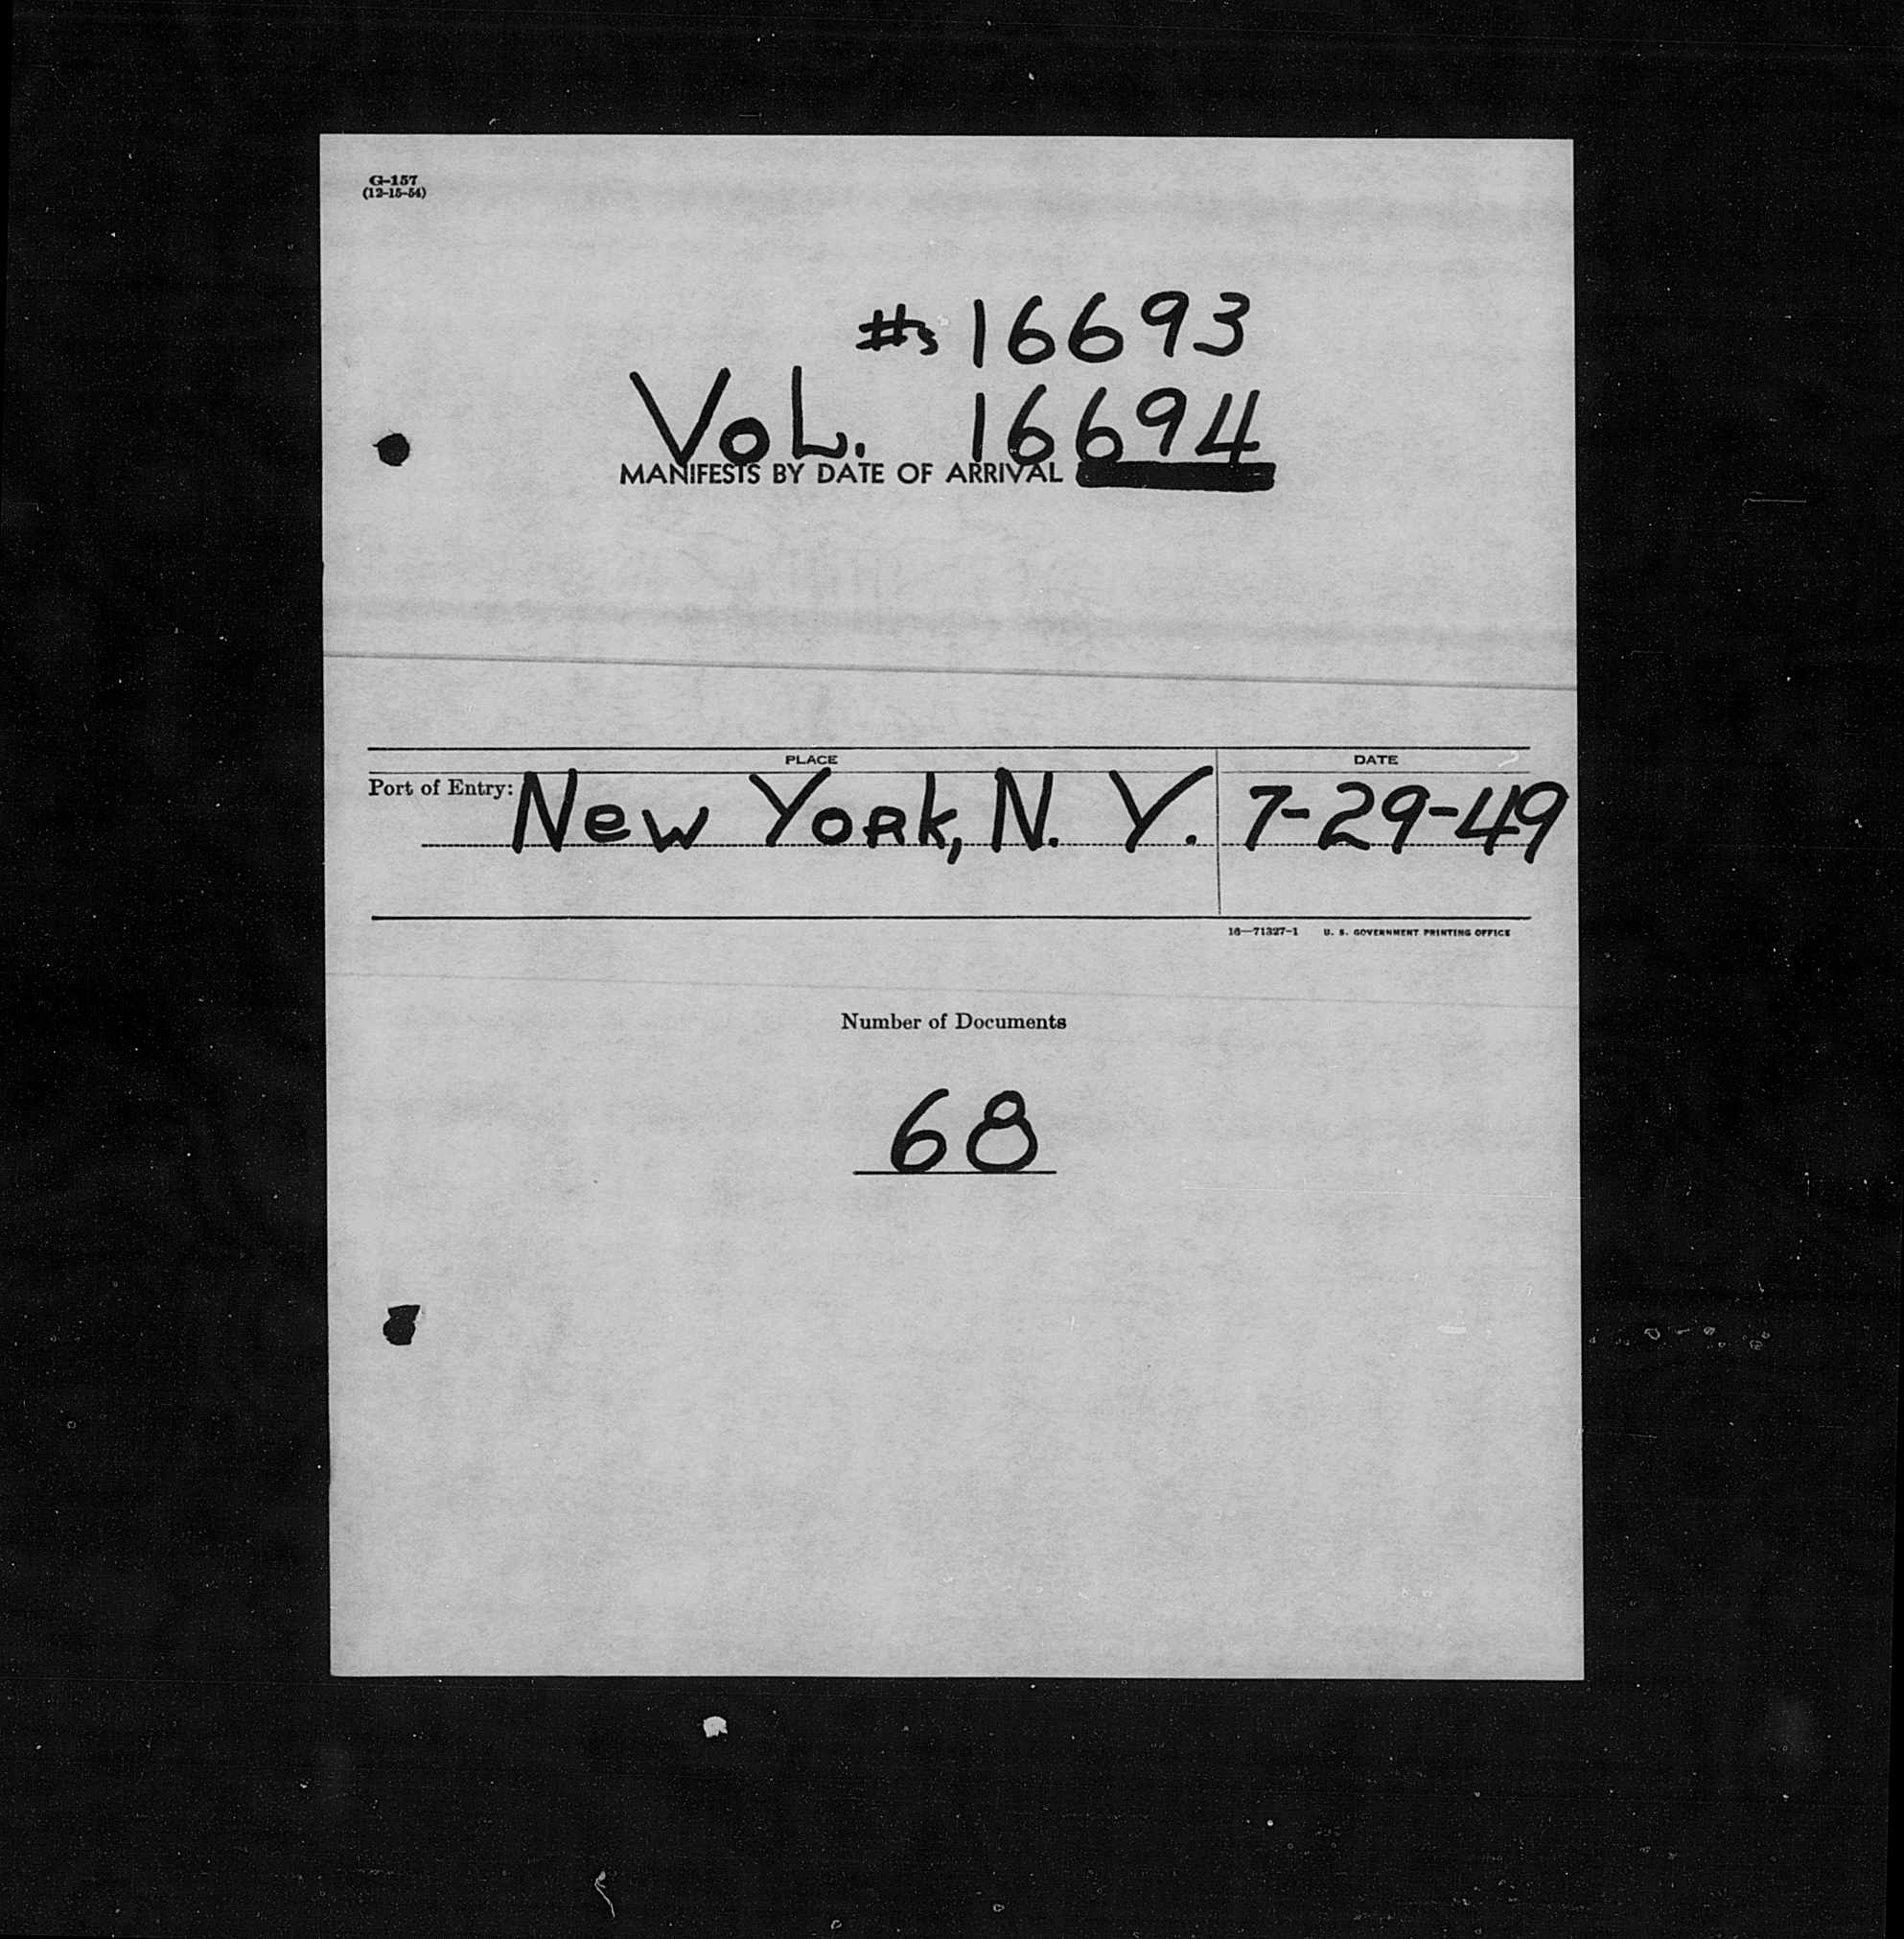 G-157
(12-15-54)
#s 16693
VOL. 16694
MANIFESTS BY DATE OF ARRIVAL
PLACE DATE
Port of Entry: New York, N. Y. 7-29-49
16—71327-1 U. S. GOVERNMENT PRINTING OFFICE
Number of Documents
68